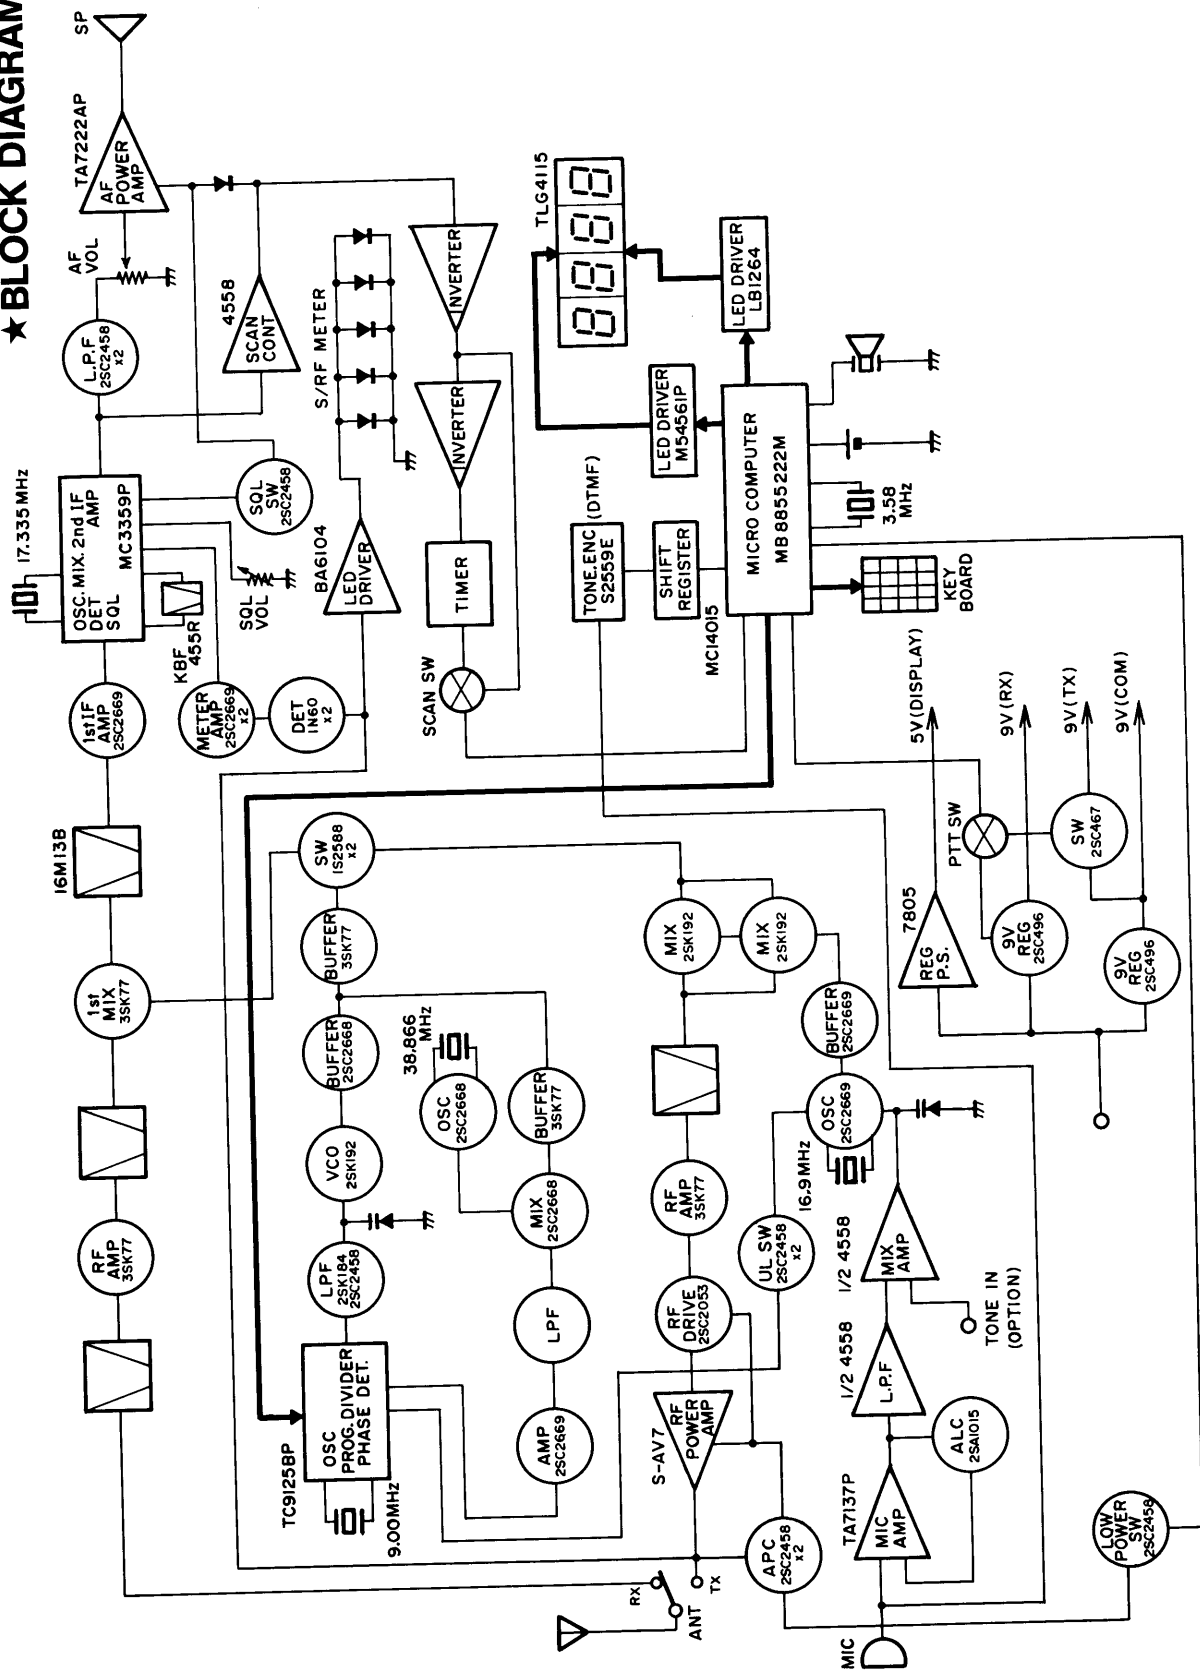 ★ BLOCK DIAGRAM
SP
TA7222AP
AF
POWER
AMP
AF
VOL
L.P.F
2SC2458
x2
4558
SCAN
CONT
17.335MHz
OSC. MIX. 2nd IF
DET AMP
SQL MC3359P
SQL
SW
2SC2458
SQL
VOL
KBF
455R
1st IF
AMP
2SC2669
METER
AMP
2SC2669
x2
DET
1N60
x2
BA6104
LED
DRIVER
S/RF METER
INVERTER
INVERTER
TIMER
SCAN SW
16M13B
1st
MIX
3SK77
RF
AMP
3SK77
SW
1S2588
x2
BUFFER
3SK77
BUFFER
2SC2668
VCO
2SK192
LPF
2SK184
2SC2458
TC9125BP
OSC
PROG. DIVIDER
PHASE DET.
9.00MHz
38.866
MHz
OSC
2SC2668
BUFFER
3SK77
MIX
2SC2668
LPF
AMP
2SC2669
TLG4115
LED DRIVER
LB1264
LED DRIVER
M54561P
TONE. ENC
S2559E
(DTMF)
SHIFT
REGISTER
MC14015
MICRO COMPUTER
MB8855222M
3.58
MHz
KEY
BOARD
MIX
2SK192
MIX
2SK192
BUFFER
2SC2669
OSC
2SC2669
16.9MHz
RF
AMP
3SK77
RF
DRIVE
2SC2053
UL SW
2SC2458
x2
S-AV7
RF
POWER
AMP
APC
2SC2458
x2
RX
TX
ANT
5V(DISPLAY)
9V(RX)
9V(TX)
9V(COM)
PTT SW
SW
2SC467
7805
REG
P.S.
9V
REG
2SC496
9V
REG
2SC496
1/2 4558
MIX
AMP
TONE IN
(OPTION)
1/2 4558
L.P.F
ALC
2SA1015
TA7137P
MIC
AMP
MIC
LOW
POWER
SW
2SC2458